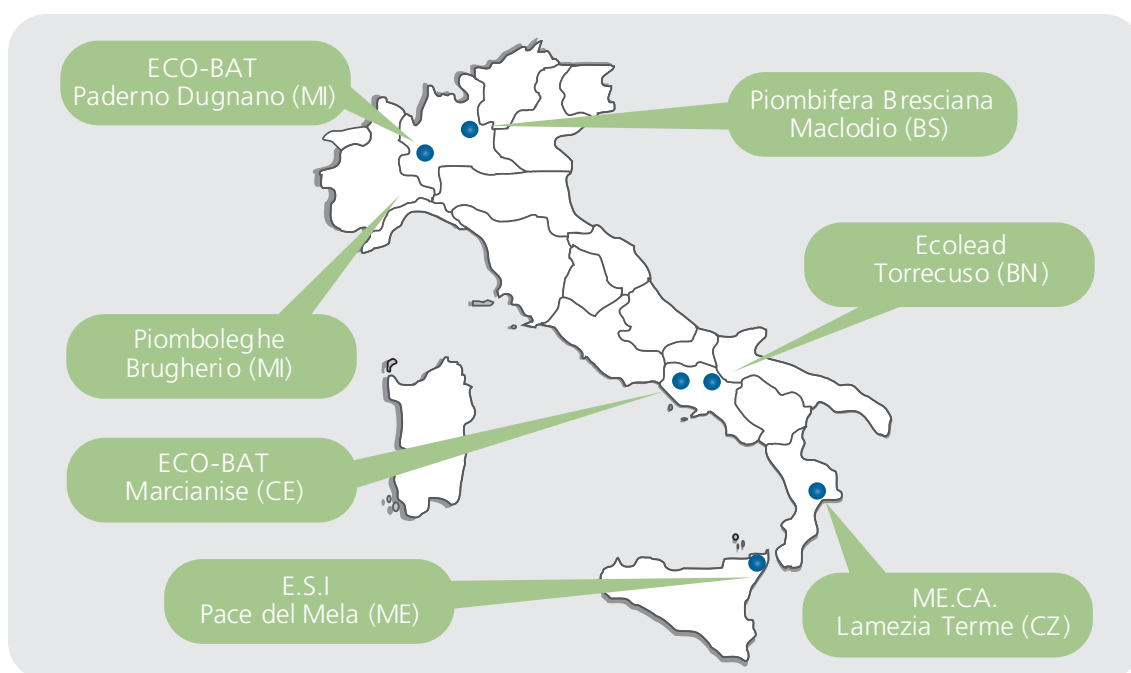 ECO-BAT
Paderno Dugnano (MI)
Piombifera Bresciana
Maclodio (BS)
Ecolead
Torrecuso (BN)
Piomboleghe
Brugherio (MI)
ECO-BAT
Marcianise (CE)
E.S.I
Pace del Mela (ME)
ME.CA.
Lamezia Terme (CZ)